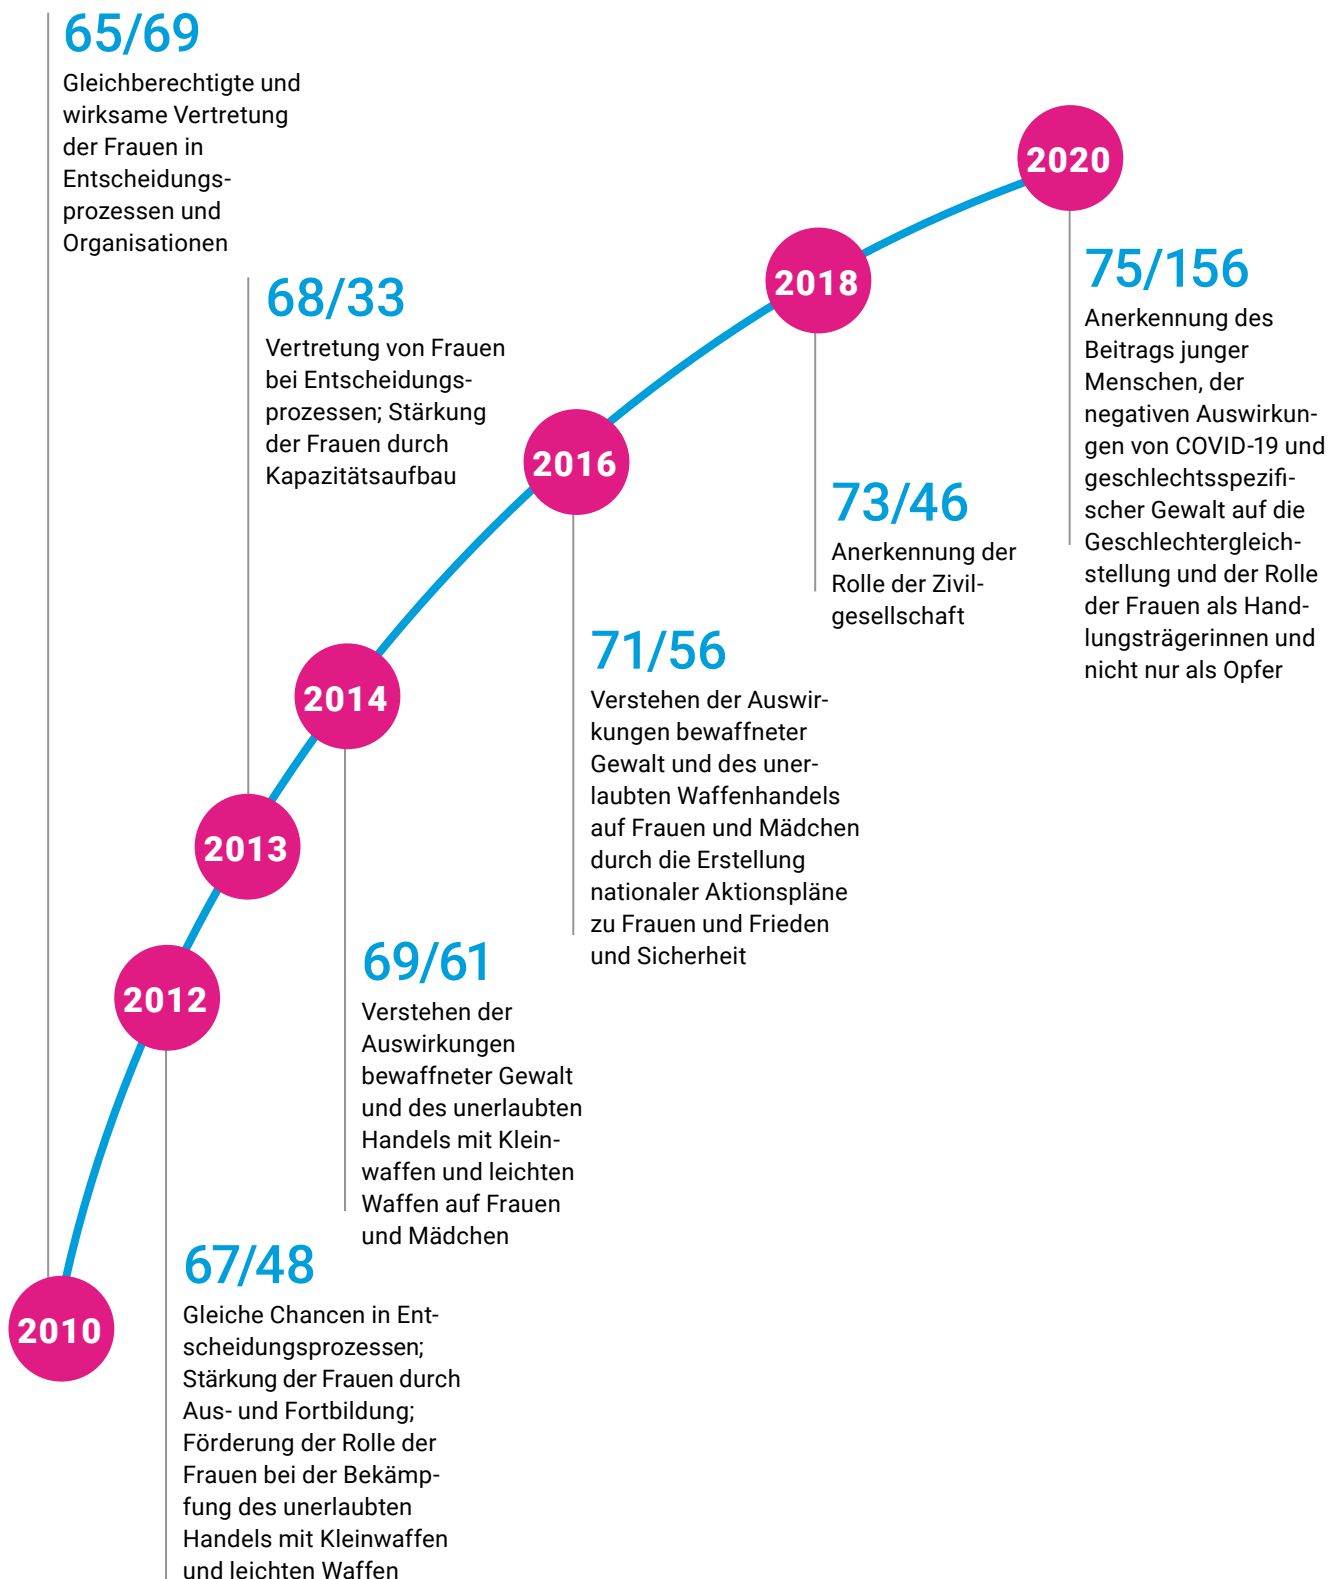 65/69
Gleichberechtigte und
wirksame Vertretung
der Frauen in
Entscheidungs-
prozessen und
Organisationen
2010
67/48
Gleiche Chancen in Ent-
scheidungsprozessen;
Stärkung der Frauen durch
Aus- und Fortbildung;
Förderung der Rolle der
Frauen bei der Bekämp-
fung des unerlaubten
Handels mit Kleinwaffen
und leichten Waffen
2012
68/33
Vertretung von Frauen
bei Entscheidungs-
prozessen; Stärkung
der Frauen durch
Kapazitätsaufbau
2013
2014
69/61
Verstehen der
Auswirkungen
bewaffneter Gewalt
und des unerlaubten
Handels mit Klein-
waffen und leichten
Waffen auf Frauen
und Mädchen
2016
71/56
Verstehen der Auswir-
kungen bewaffneter
Gewalt und des uner-
laubten Waffenhandels
auf Frauen und Mädchen
durch die Erstellung
nationaler Aktionspläne
zu Frauen und Frieden
und Sicherheit
2018
73/46
Anerkennung der
Rolle der Zivil-
gesellschaft
2020
75/156
Anerkennung des
Beitrags junger
Menschen, der
negativen Auswirkun-
gen von COVID-19 und
geschlechtsspezifi-
scher Gewalt auf die
Geschlechtergleich-
stellung und der Rolle
der Frauen als Hand-
lungsträgerinnen und
nicht nur als Opfer